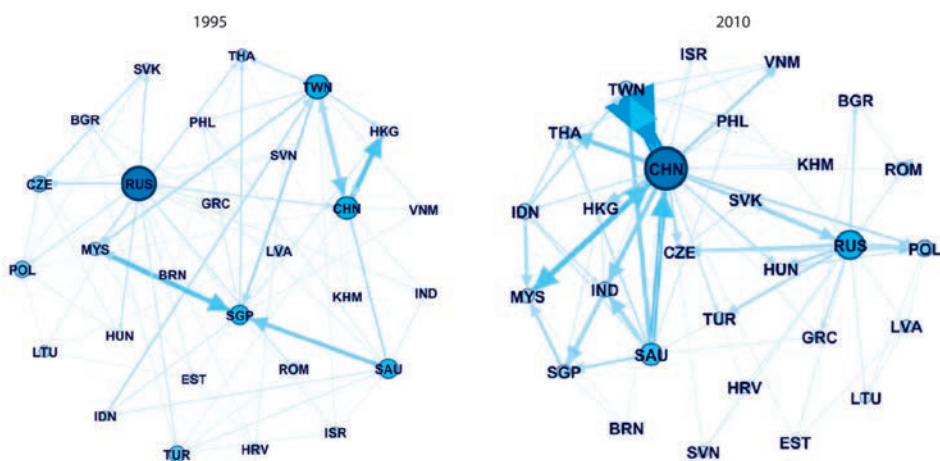 1995
THA
SVK
TWN
BGR
PHL
HKG
SVN
CZE
RUS
GRC
CHN
VNM
MYS
LVA
POL
BRN
KHM
IND
SGP
HUN
LTU
EST
ROM
SAU
IDN
ISR
TUR
HRV
2010
ISR
VNM
TWN
BGR
THA
PHL
CHN
KHM
ROM
SVK
IDN
HKG
RUS
POL
CZE
HUN
MYS
IND
TUR
LVA
GRC
SAU
SGP
HRV
LTU
BRN
SVN
EST